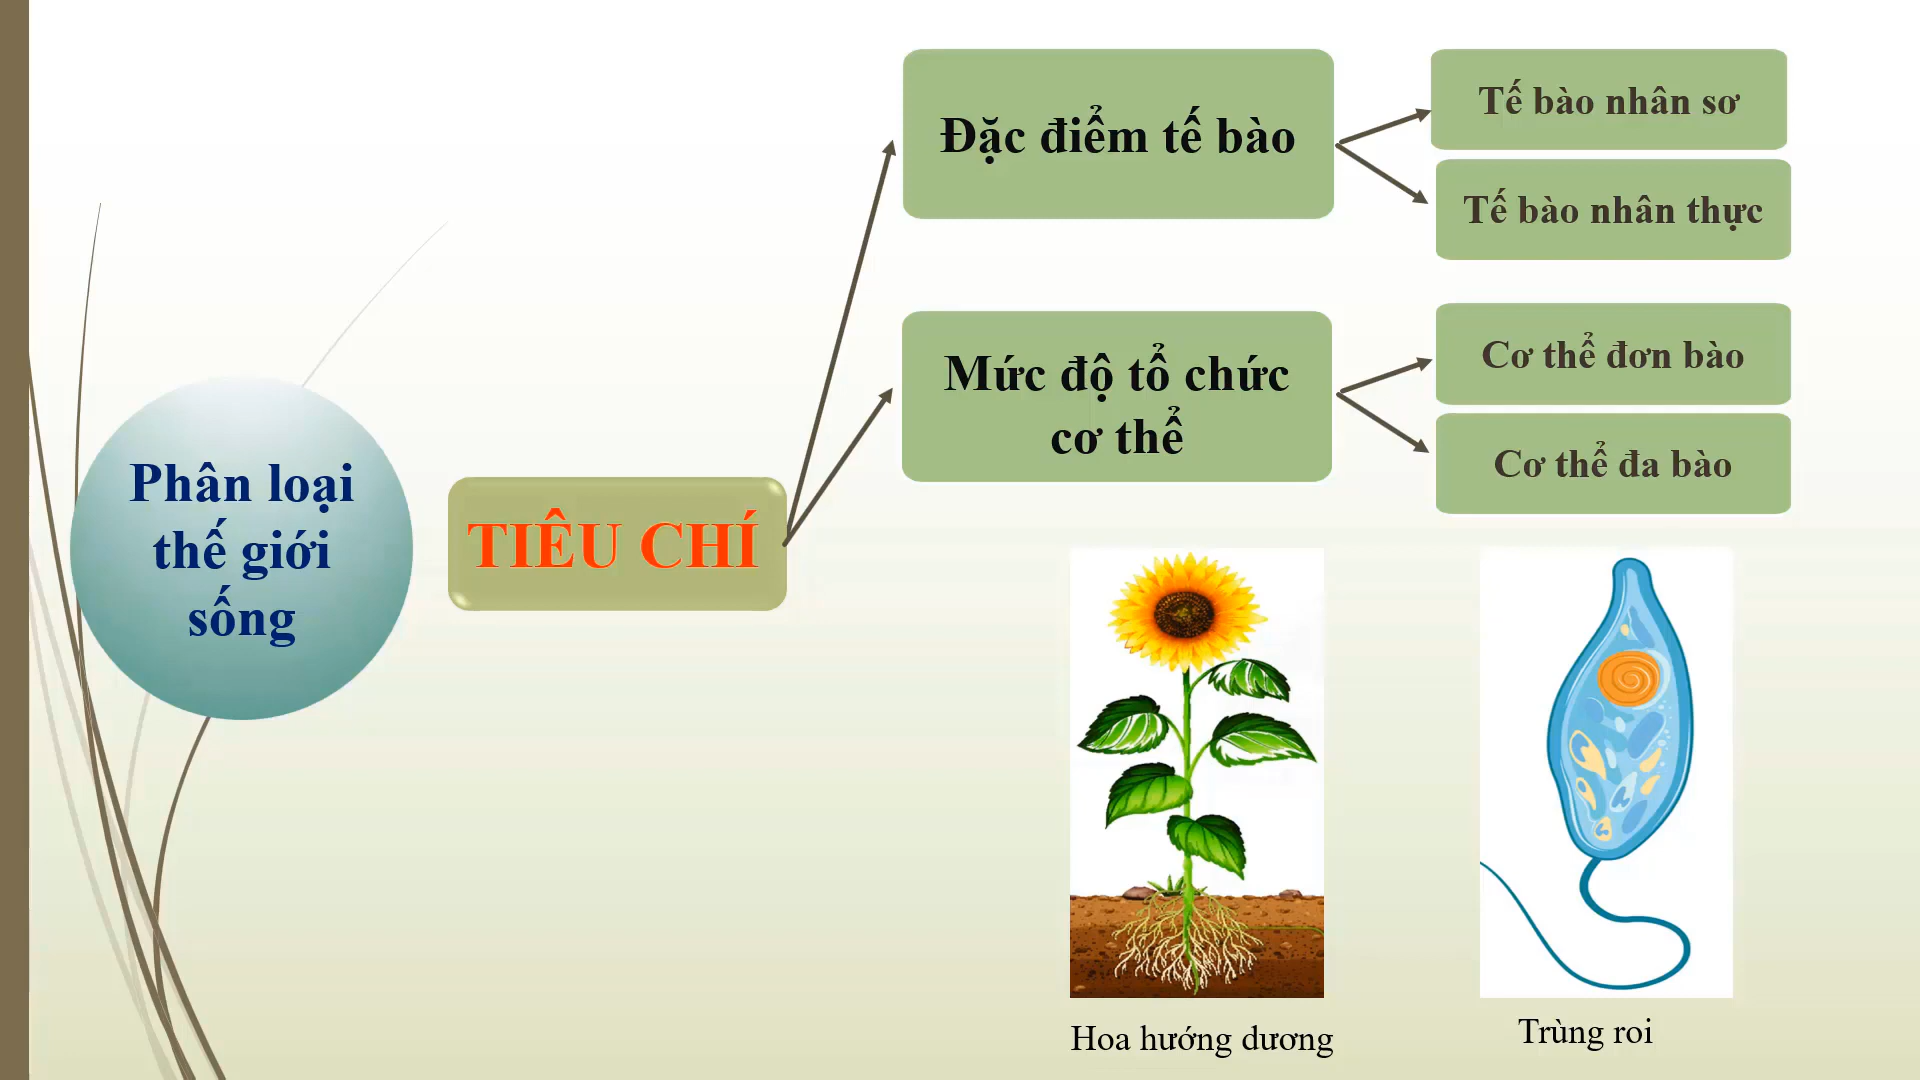 Phân loại
thế giới
sống
TIÊU CHÍ
Đặc điểm tế bào
Tế bào nhân sơ
Tế bào nhân thực
Mức độ tổ chức
cơ thể
Cơ thể đơn bào
Cơ thể đa bào
Hoa hướng dương
Trùng roi